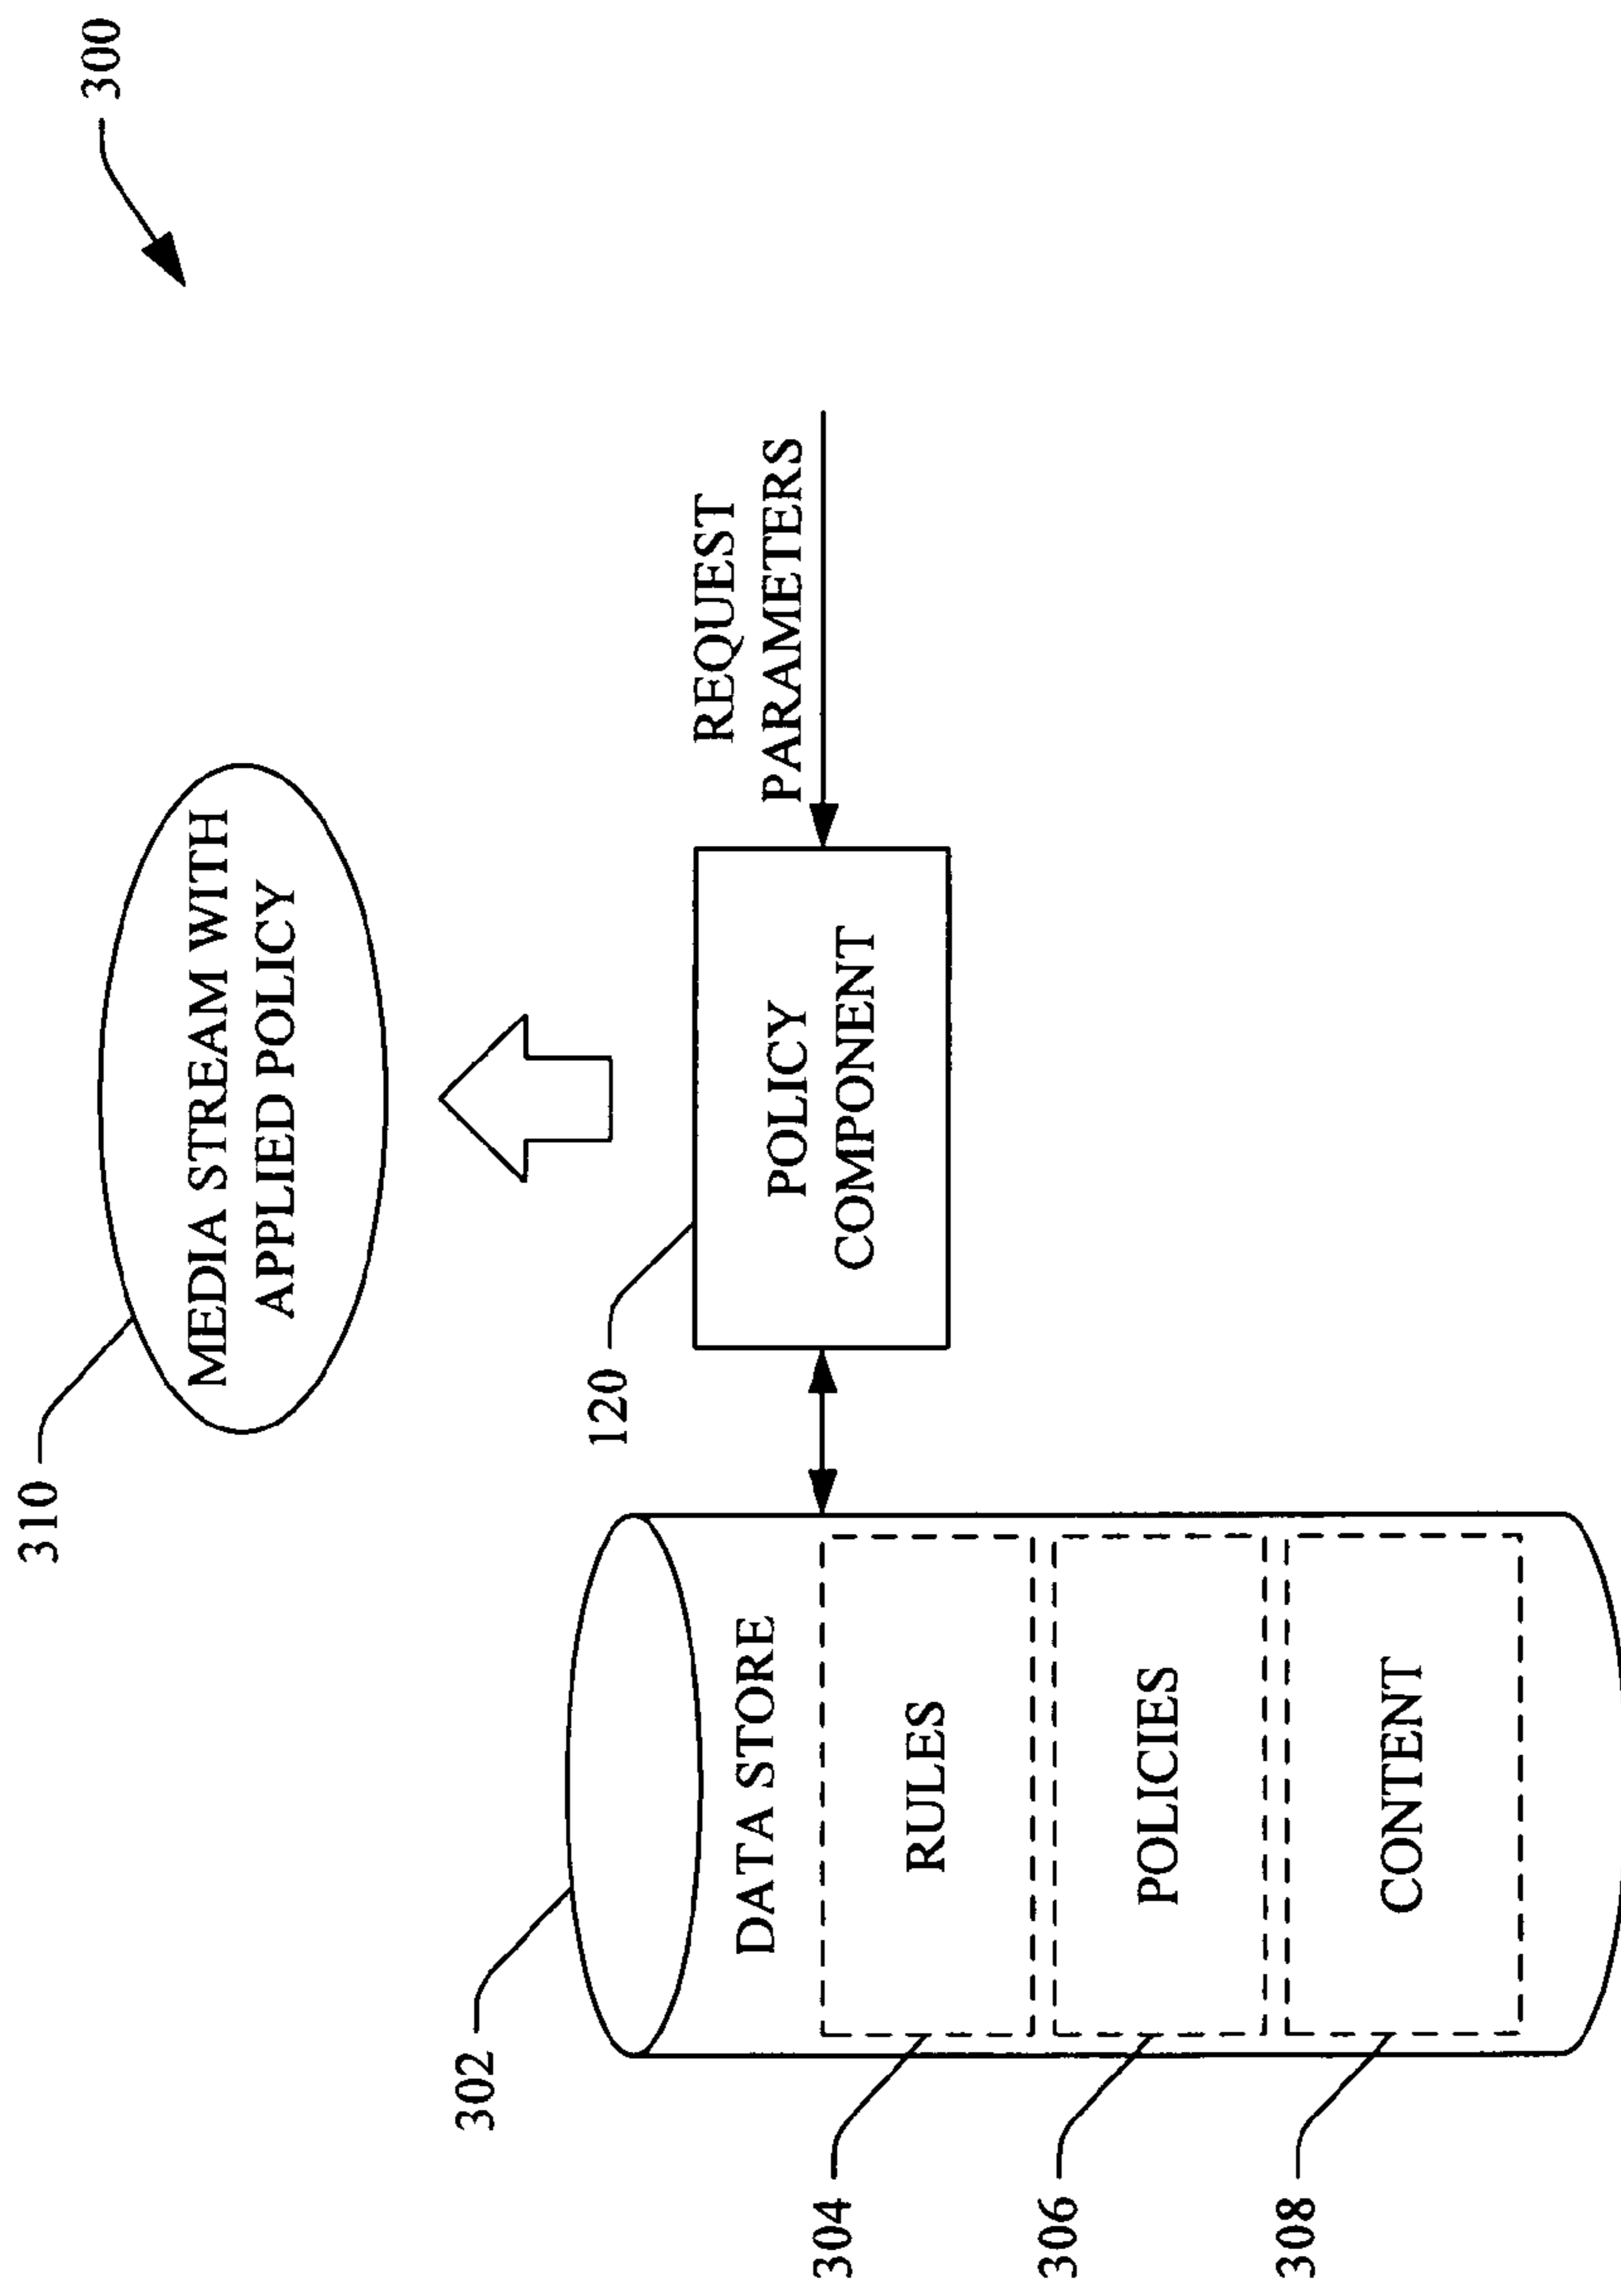 300
310
MEDIA STREAM WITH
APPLIED POLICY
302
120
DATA STORE
REQUEST
PARAMETERS
POLICY
COMPONENT
304
RULES
306
POLICIES
308
CONTENT